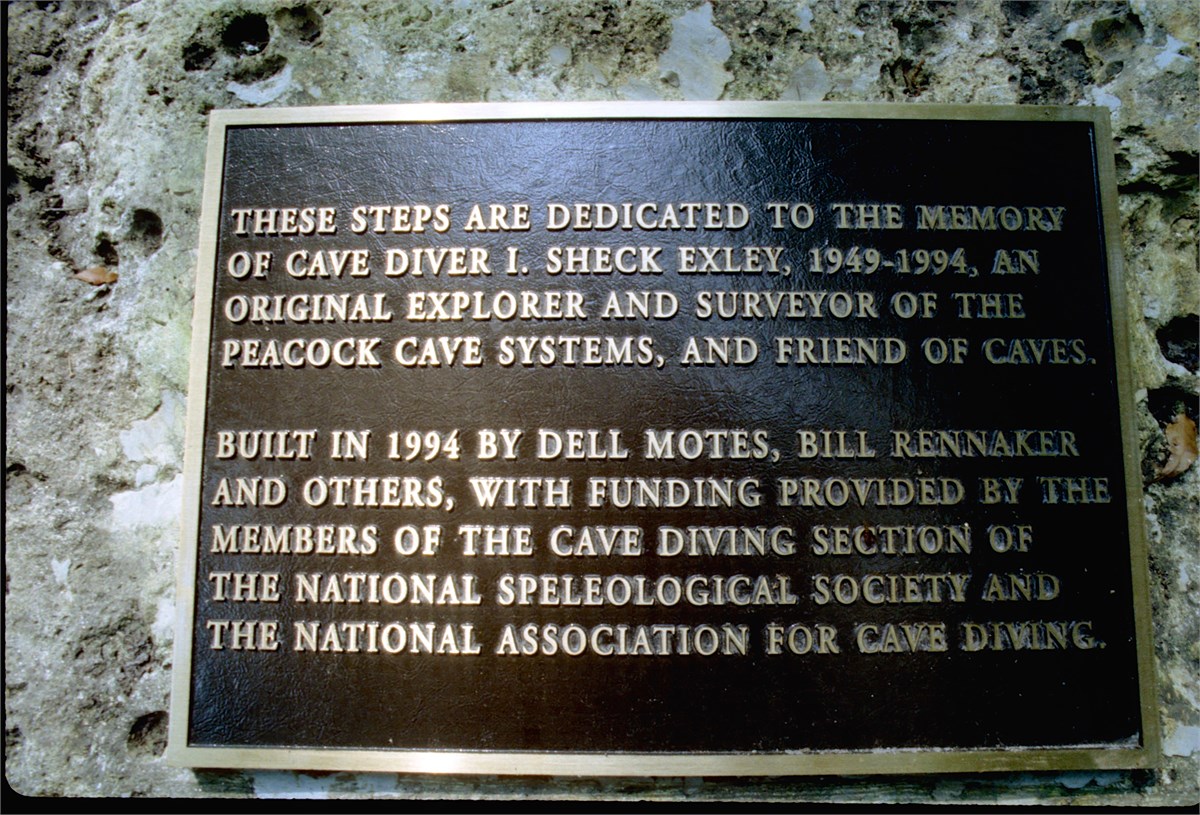 THESE STEPS ARE DEDICATED TO THE MEMORY
OF CAVE DIVER I. SHECK EXLEY, 1949-1994, AN
ORIGINAL EXPLORER AND SURVEYOR OF THE
PEACOCK CAVE SYSTEMS, AND FRIEND OF CAVES.
BUILT IN 1994 BY DELL MOTES, BILL RENNAKER
AND OTHERS, WITH FUNDING PROVIDED BY THE
MEMBERS OF THE CAVE DIVING SECTION OF
THE NATIONAL SPELEOLOGICAL SOCIETY AND
THE NATIONAL ASSOCIATION FOR CAVE DIVING.